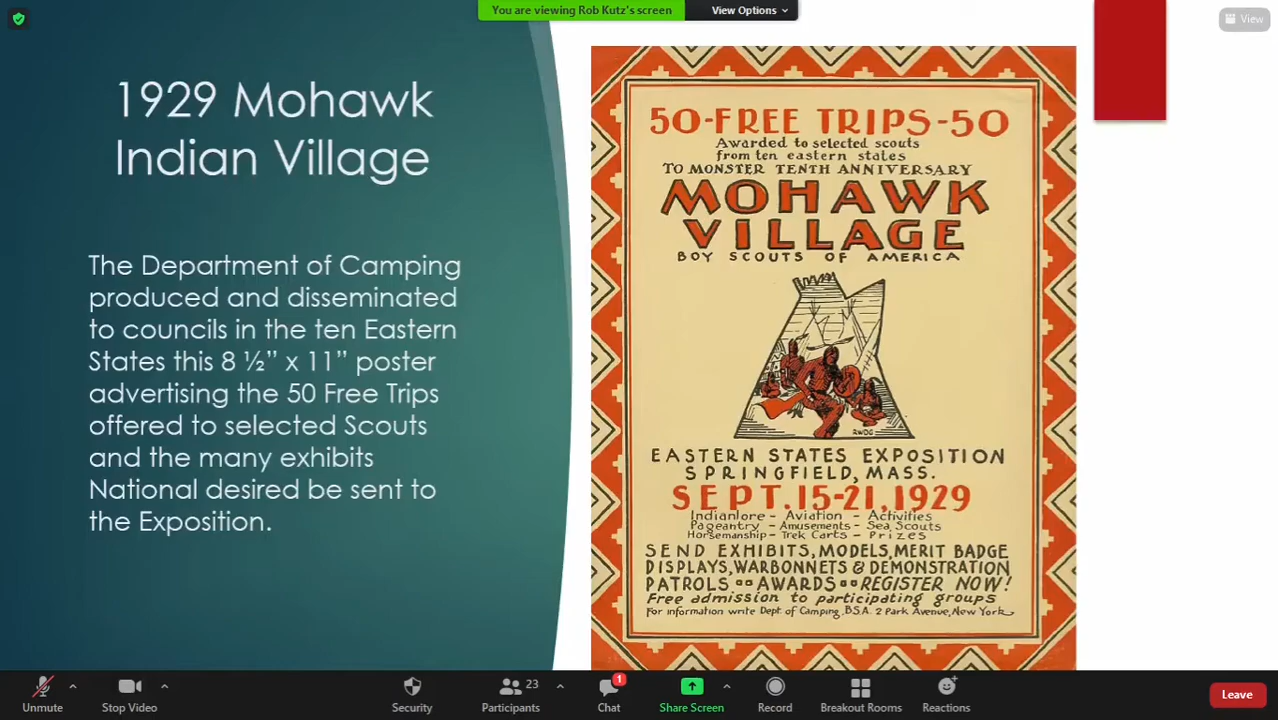 You are viewing Rob Kutz's screen
View Options
View
1929 Mohawk
Indian Village
The Department of Camping
produced and disseminated
to councils in the ten Eastern
States this 8 ½” x 11” poster
advertising the 50 Free Trips
offered to selected Scouts
and the many exhibits
National desired be sent to
the Exposition.
50-FREE TRIPS-50
Awarded to selected scouts
from ten eastern states
TO MONSTER TENTH ANNIVERSARY
MOHAWK
VILLAGE
BOY SCOUTS OF AMERICA
EASTERN STATES EXPOSITION
SPRINGFIELD, MASS.
SEPT. 15-21, 1929
Indianlore - Aviation - Activities
Pageantry - Amusements - Sea Scouts
Horsemanship - Trek Carts - Prizes
SEND EXHIBITS, MODELS, MERIT BADGE
DISPLAYS, WARBONNETS & DEMONSTRATION
PATROLS AWARDS REGISTER NOW!
Free admission to participating groups
For information write Dept. of Camping, B.S.A. 2 Park Avenue, New York
Unmute
Stop Video
Security
23
Participants
1
Chat
Share Screen
Record
Breakout Rooms
Reactions
Leave